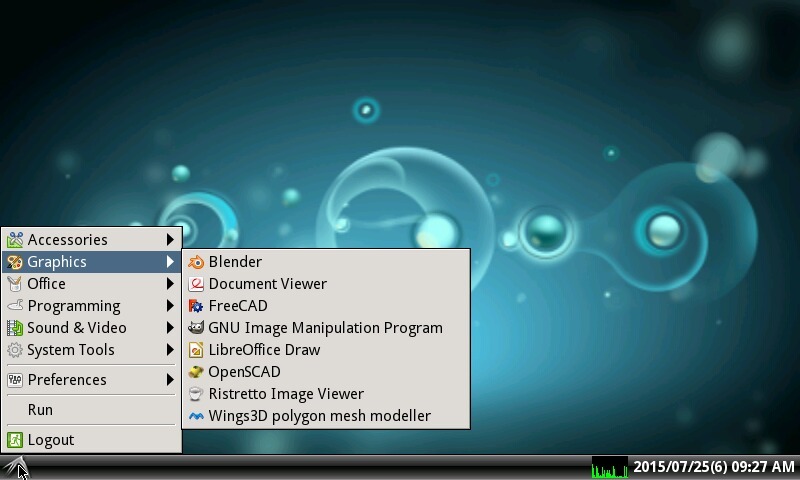 Accessories
Graphics
Office
Programming
Sound & Video
System Tools
Preferences
Run
Logout
Blender
Document Viewer
FreeCAD
GNU Image Manipulation Program
LibreOffice Draw
OpenSCAD
Ristretto Image Viewer
Wings3D polygon mesh modeller
2015/07/25(6) 09:27 AM